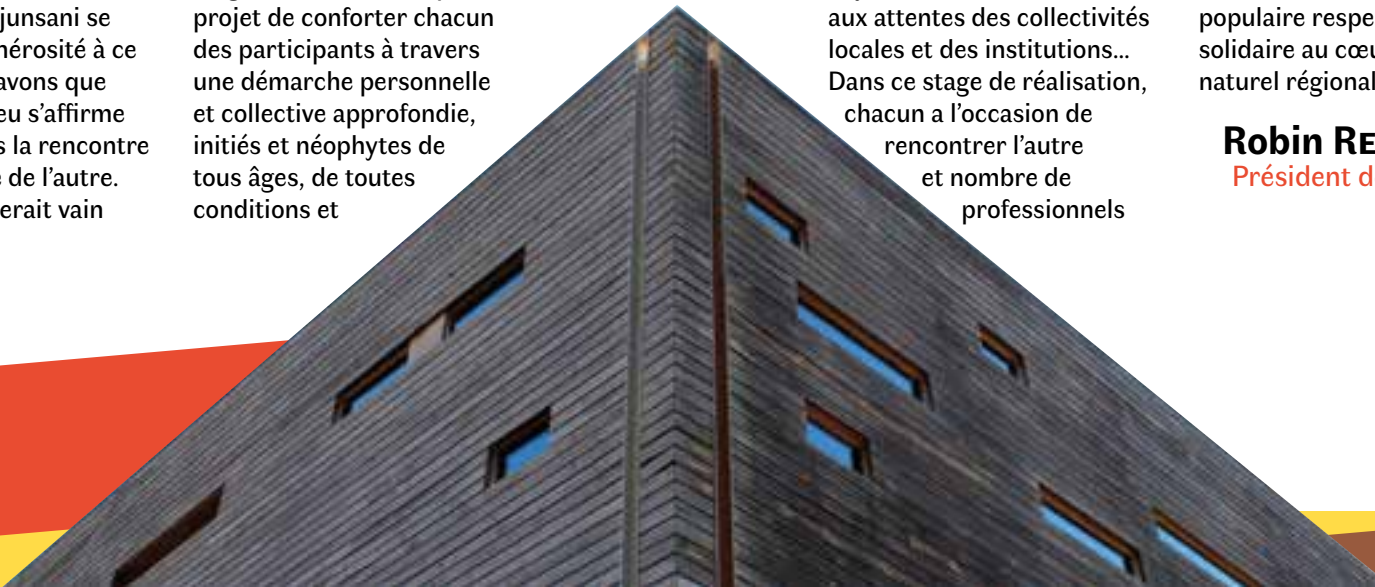 junsani se
nérosité à ce
avons que
eu s'affirme
s la rencontre
e de l'autre.
erait vain
projet de conforter chacun
des participants à travers
une démarche personnelle
et collective approfondie,
initiés et néophytes de
tous âges, de toutes
conditions et
aux attentes des collectivités
locales et des institutions...
Dans ce stage de réalisation,
chacun a l'occasion de
rencontrer l'autre
et nombre de
professionnels
populaire respe
solidaire au cœu
naturel régional
Robin RE
Président d